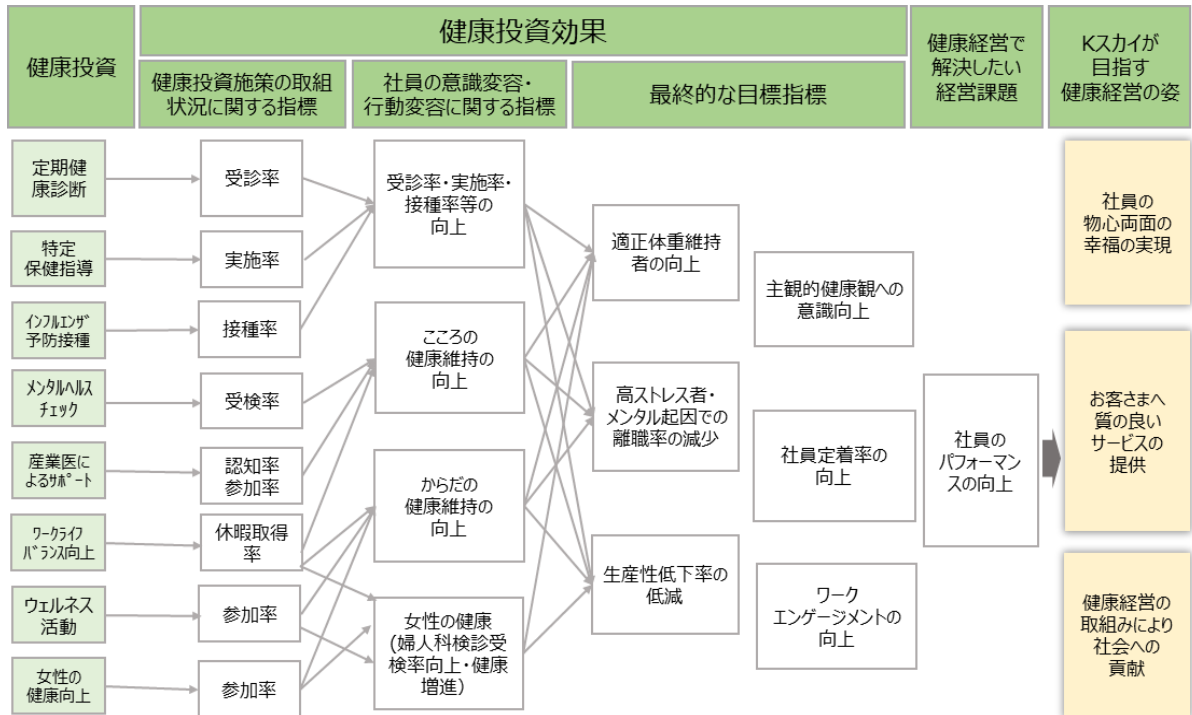 健康投資
健康投資効果
健康投資施策の取組
状況に関する指標
社員の意識変容・
行動変容に関する指標
最終的な目標指標
健康経営で
解決したい
経営課題
Kスカイが
目指す
健康経営の姿
定期健
康診断
特定
保健指導
インフルエンザ
予防接種
メンタルヘルス
チェック
産業医に
よるサポート
ワークライフ
バランス向上
ウェルネス
活動
女性の
健康向上
受診率
実施率
接種率
受検率
認知率
参加率
休暇取得
率
参加率
参加率
受診率・実施率・
接種率等の
向上
こころの
健康維持の
向上
からだの
健康維持の
向上
女性の健康
(婦人科検診受
検率向上・健康
増進)
適正体重維持
者の向上
高ストレス者・
メンタル起因での
離職率の減少
生産性低下率の
低減
主観的健康観への
意識向上
社員定着率の
向上
ワーク
エンゲージメントの
向上
社員の
パフォーマン
スの向上
社員の
物心両面の
幸福の実現
お客さまへ
質の良い
サービスの
提供
健康経営の
取組みにより
社会への
貢献